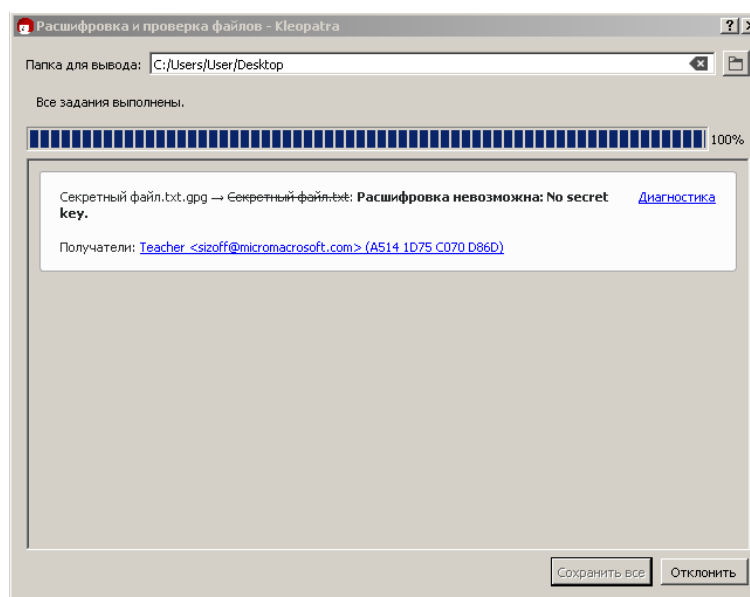 Расшифровка и проверка файлов - Kleopatra
Папка для вывода: C:/Users/User/Desktop
Все задания выполнены.
100%
Секретный файл.txt.gpg → Секретный файл.txt: Расшифровка невозможна: No secret Диагностика
key.
Получатели: Teacher <sizoff@micromacrosoft.com> (A514 1D75 C070 D86D)
Сохранить все Отклонить